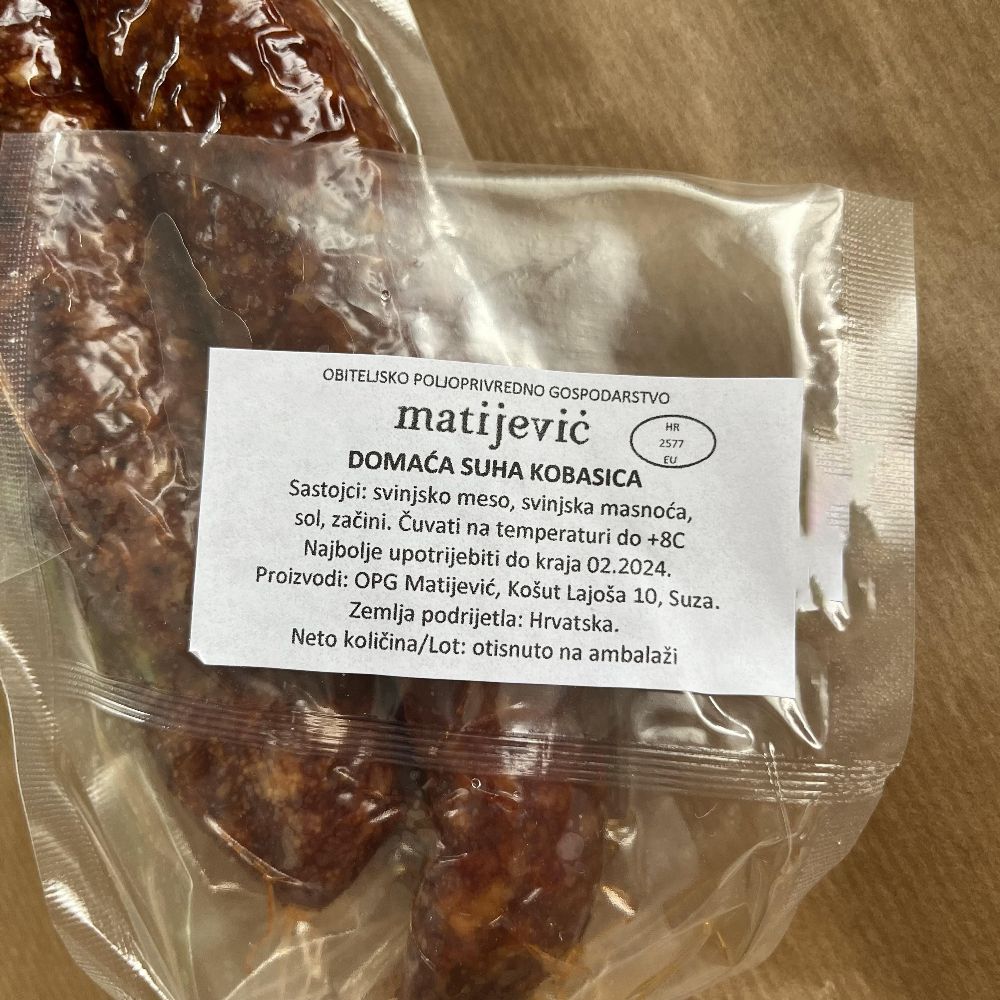 OBITELJSKO POLJOPRIVREDNO GOSPODARSTVO
matijević
HR
2577
EU
DOMAĆA SUHA KOBASICA
Sastojci: svinjsko meso, svinjska masnoća,
sol, začini. Čuvati na temperaturi do +8C
Najbolje upotrijebiti do kraja 02.2024.
Proizvodi: OPG Matijević, Košut Lajoša 10, Suza.
Zemlja podrijetla: Hrvatska.
Neto količina/Lot: otisnuto na ambalaži